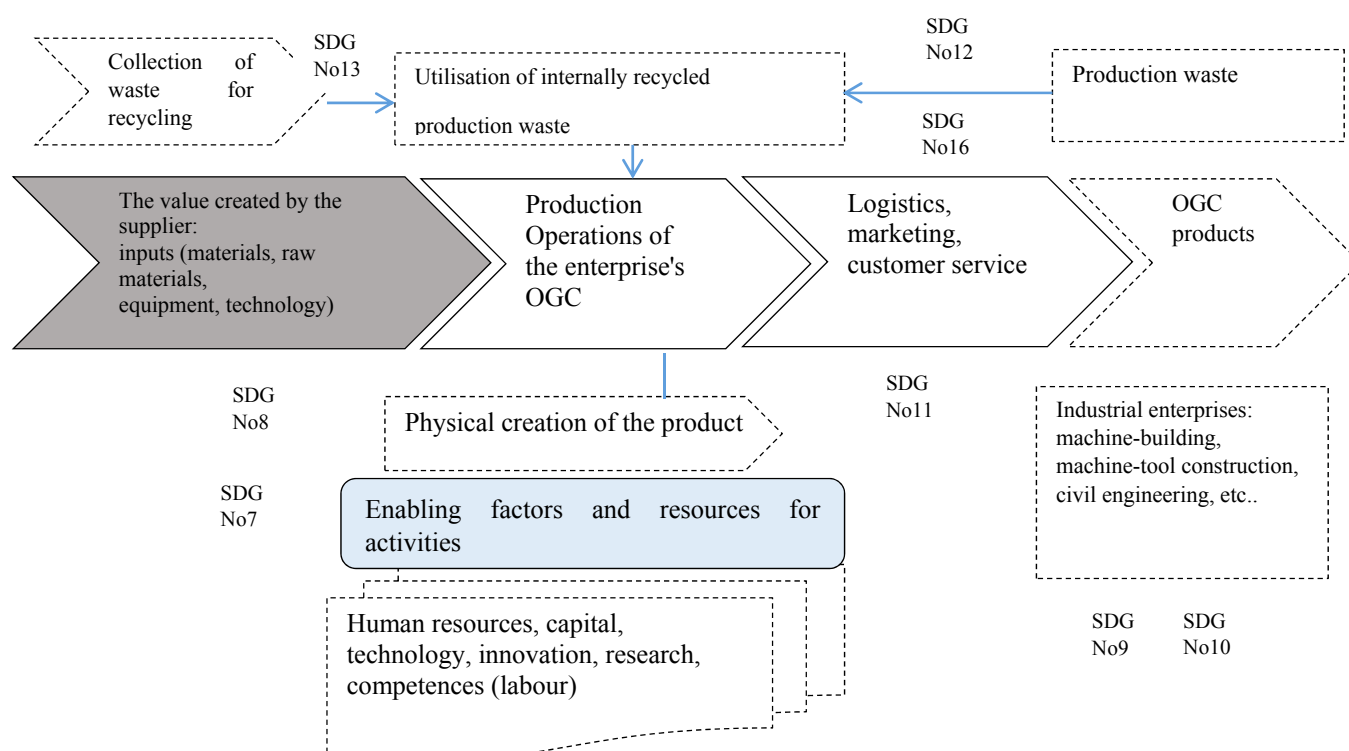 Collection of
waste for
recycling
SDG
No13
Utilisation of internally recycled
production waste
SDG
No12
SDG
No16
Production waste
The value created by the
supplier:
inputs (materials, raw
materials,
equipment, technology)
Production
Operations of
the enterprise's
OGC
Logistics,
marketing,
customer service
OGC
products
SDG
No8
Physical creation of the product
SDG
No11
Industrial enterprises:
machine-building,
machine-tool construction,
civil engineering, etc..
SDG
No7
Enabling factors and resources for
activities
Human resources, capital,
technology, innovation, research,
competences (labour)
SDG
No9
SDG
No10